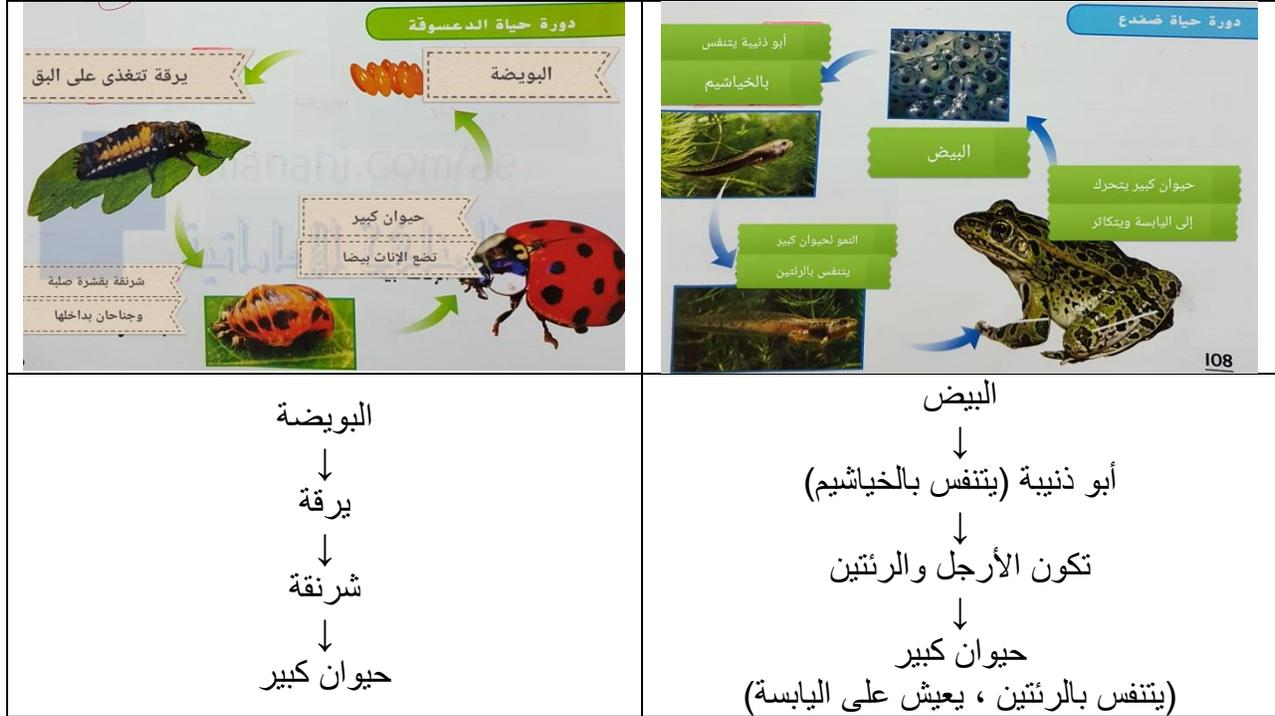 دورة حياة ضفدع
أبو ذنيبة يتنفس
بالخياشيم
البيض
حيوان كبير يتحرك
إلى اليابسة ويتكاثر
النمو لحيوان كبير
يتنفس بالرئتين
108
دورة حياة الدعسوقة
البويضة
يرقة تتغذى على البق
حيوان كبير
تضع الإناث بيضا
شرنقة بقشرة صلبة
وجناحان بداخلها
manahj.com/ae
البيض
↓
أبو ذنيبة (يتنفس بالخياشيم)
↓
تكون الأرجل والرئتين
↓
حيوان كبير
(يتنفس بالرئتين ، يعيش على اليابسة)
البويضة
↓
يرقة
↓
شرنقة
↓
حيوان كبير